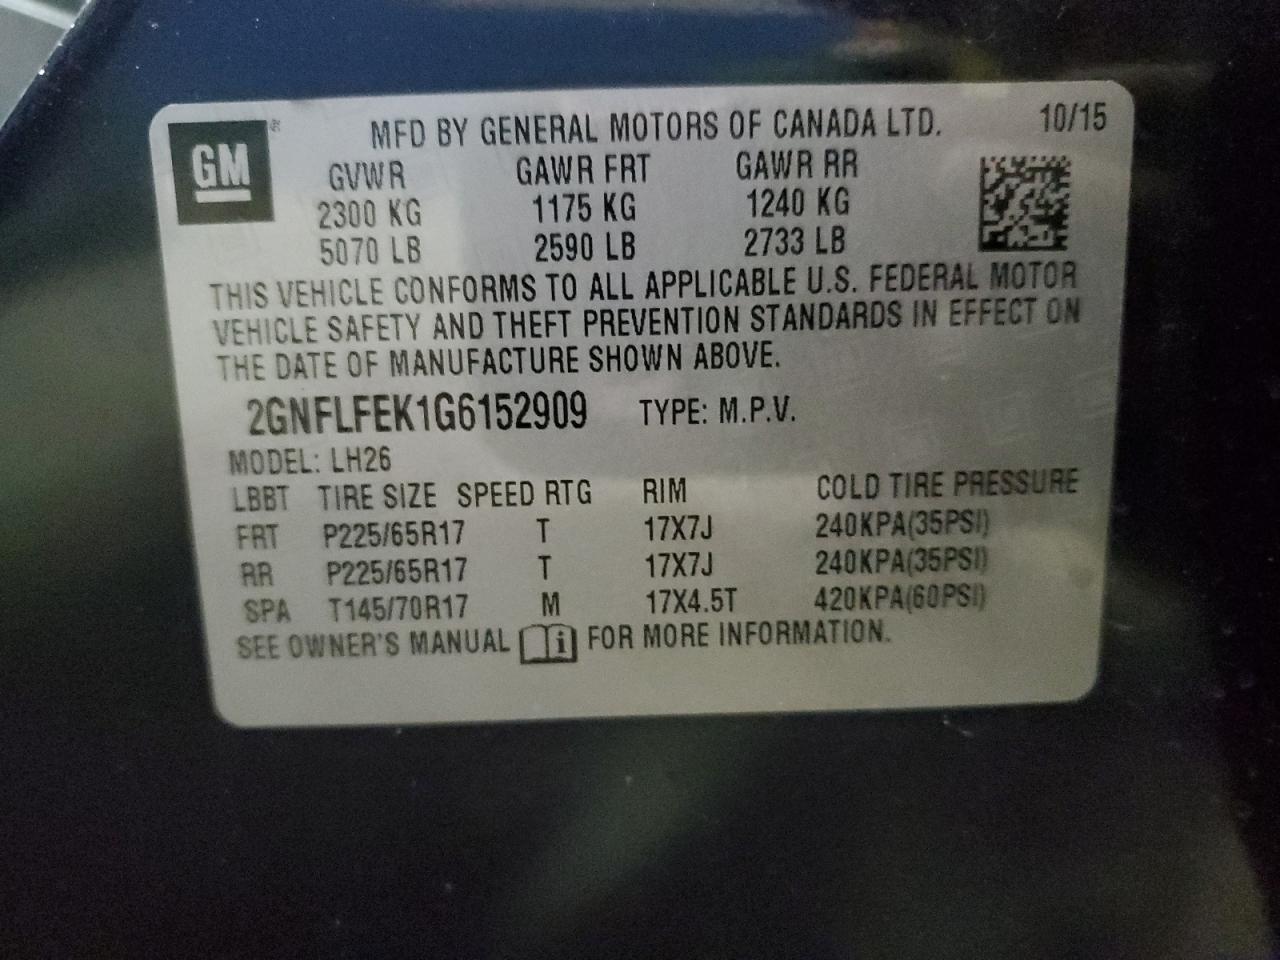 GM
MFD BY GENERAL MOTORS OF CANADA LTD. 10/15
GVWR GAWR FRT GAWR RR
2300 KG 1175 KG 1240 KG
5070 LB 2590 LB 2733 LB
THIS VEHICLE CONFORMS TO ALL APPLICABLE U.S. FEDERAL MOTOR
VEHICLE SAFETY AND THEFT PREVENTION STANDARDS IN EFFECT ON
THE DATE OF MANUFACTURE SHOWN ABOVE.
2GNFLFEK1G6152909 TYPE: M.P.V.
MODEL: LH26
LBBT TIRE SIZE SPEED RTG RIM COLD TIRE PRESSURE
FRT P225/65R17 T 17X7J 240KPA(35PSI)
RR P225/65R17 T 17X7J 240KPA(35PSI)
SPA T145/70R17 M 17X4.5T 420KPA(60PSI)
SEE OWNER'S MANUAL i FOR MORE INFORMATION.